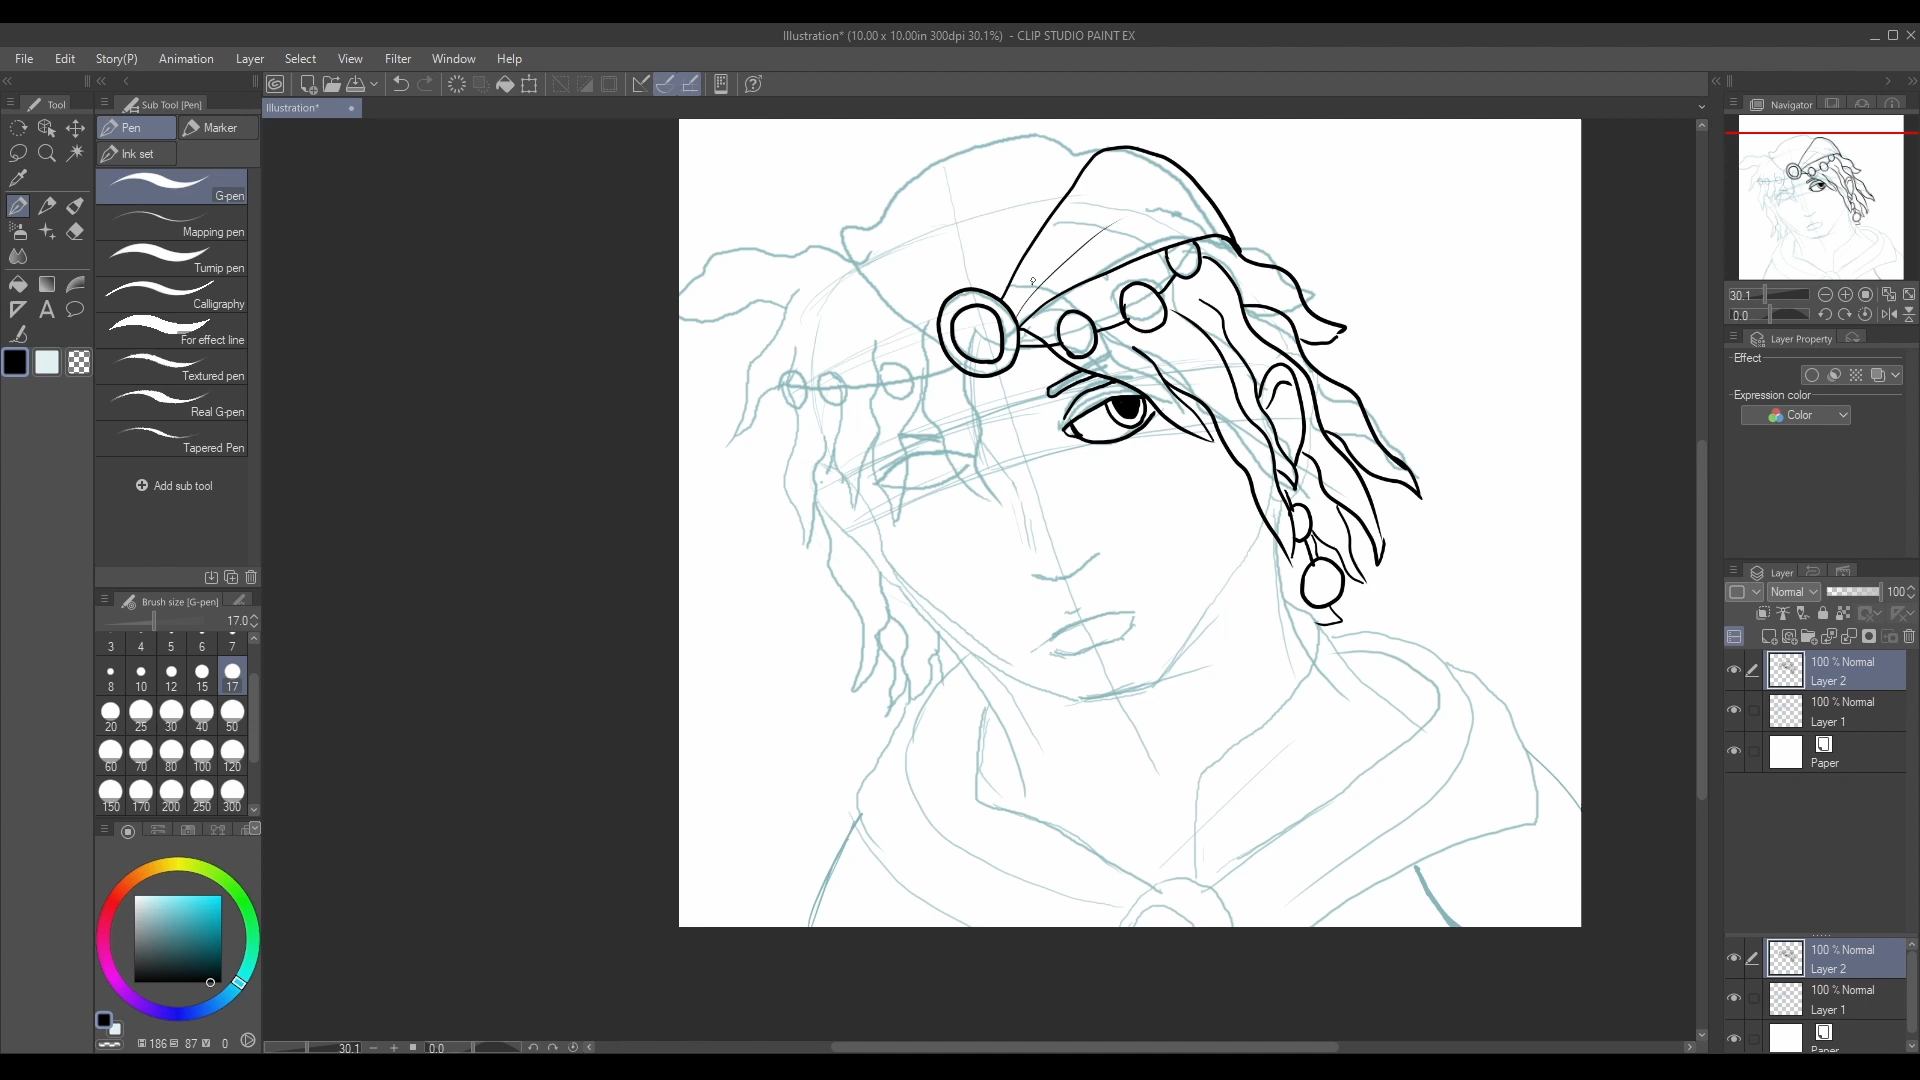 Illustration* (10.00 x 10.00in 300dpi 30.1%) - CLIP STUDIO PAINT EX
File Edit Story(P) Animation Layer Select View Filter Window Help
Tool
Sub Tool [Pen]
Illustration*
Navigator
Pen
Marker
Ink set
G-pen
Mapping pen
Turnip pen
Calligraphy
For effect line
Textured pen
Real G-pen
Tapered Pen
Add sub tool
Brush size [G-pen]
17.0
3 4 5 6 7
8 10 12 15 17
20 25 30 40 50
60 70 80 100 120
150 170 200 250 300
H 186 S 87 V 0
30.1
0.0
30.1
0.0
Layer Property
Effect
Expression color
Color
Layer
Normal
100
100 % Normal
Layer 2
100 % Normal
Layer 1
Paper
100 % Normal
Layer 2
100 % Normal
Layer 1
Paper